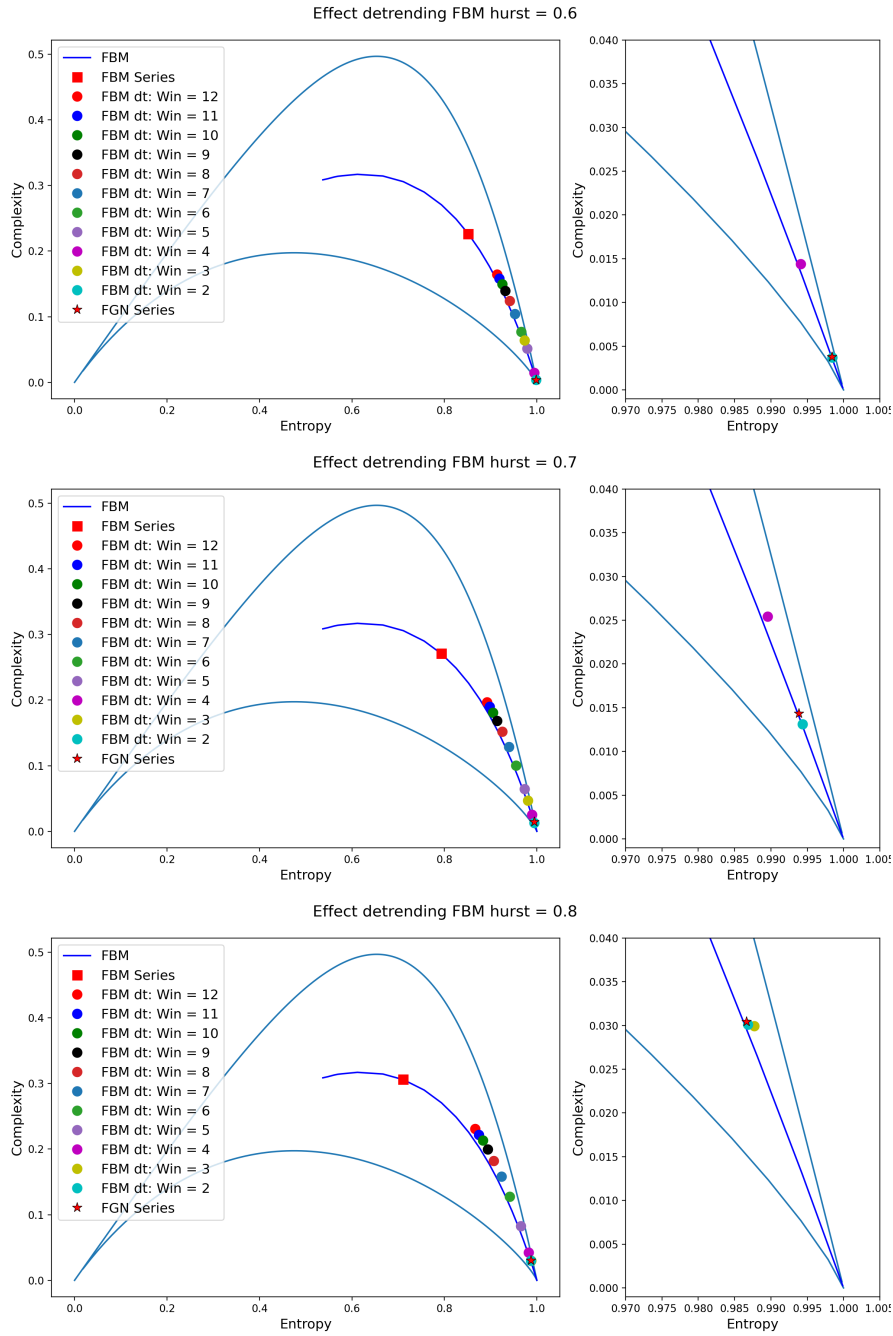 Effect detrending FBM hurst = 0.6
Complexity
0.5
0.4
0.3
0.2
0.1
0.0
FBM
FBM Series
FBM dt: Win = 12
FBM dt: Win = 11
FBM dt: Win = 10
FBM dt: Win = 9
FBM dt: Win = 8
FBM dt: Win = 7
FBM dt: Win = 6
FBM dt: Win = 5
FBM dt: Win = 4
FBM dt: Win = 3
FBM dt: Win = 2
FGN Series
0.0 0.2 0.4 0.6 0.8 1.0
Entropy
Complexity
0.040
0.035
0.030
0.025
0.020
0.015
0.010
0.005
0.000
0.970 0.975 0.980 0.985 0.990 0.995 1.000 1.005
Entropy
Effect detrending FBM hurst = 0.7
Complexity
0.5
0.4
0.3
0.2
0.1
0.0
FBM
FBM Series
FBM dt: Win = 12
FBM dt: Win = 11
FBM dt: Win = 10
FBM dt: Win = 9
FBM dt: Win = 8
FBM dt: Win = 7
FBM dt: Win = 6
FBM dt: Win = 5
FBM dt: Win = 4
FBM dt: Win = 3
FBM dt: Win = 2
FGN Series
0.0 0.2 0.4 0.6 0.8 1.0
Entropy
Complexity
0.040
0.035
0.030
0.025
0.020
0.015
0.010
0.005
0.000
0.970 0.975 0.980 0.985 0.990 0.995 1.000 1.005
Entropy
Effect detrending FBM hurst = 0.8
Complexity
0.5
0.4
0.3
0.2
0.1
0.0
FBM
FBM Series
FBM dt: Win = 12
FBM dt: Win = 11
FBM dt: Win = 10
FBM dt: Win = 9
FBM dt: Win = 8
FBM dt: Win = 7
FBM dt: Win = 6
FBM dt: Win = 5
FBM dt: Win = 4
FBM dt: Win = 3
FBM dt: Win = 2
FGN Series
0.0 0.2 0.4 0.6 0.8 1.0
Entropy
Complexity
0.040
0.035
0.030
0.025
0.020
0.015
0.010
0.005
0.000
0.970 0.975 0.980 0.985 0.990 0.995 1.000 1.005
Entropy